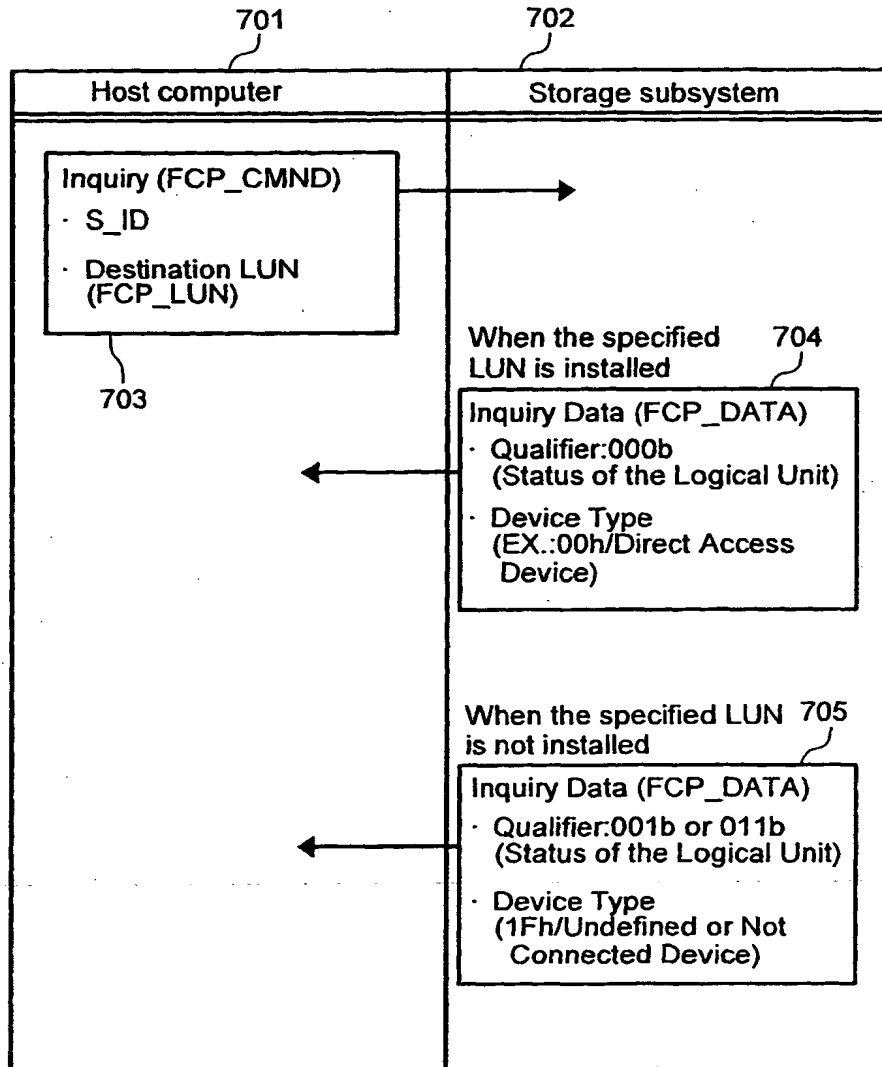 701
702
Host computer
Storage subsystem
Inquiry (FCP_CMND)
· S_ID
· Destination LUN
(FCP_LUN)
703
When the specified
LUN is installed
704
Inquiry Data (FCP_DATA)
· Qualifier:000b
(Status of the Logical Unit)
· Device Type
(EX.:00h/Direct Access
Device)
When the specified LUN
is not installed
705
Inquiry Data (FCP_DATA)
· Qualifier:001b or 011b
(Status of the Logical Unit)
· Device Type
(1Fh/Undefined or Not
Connected Device)